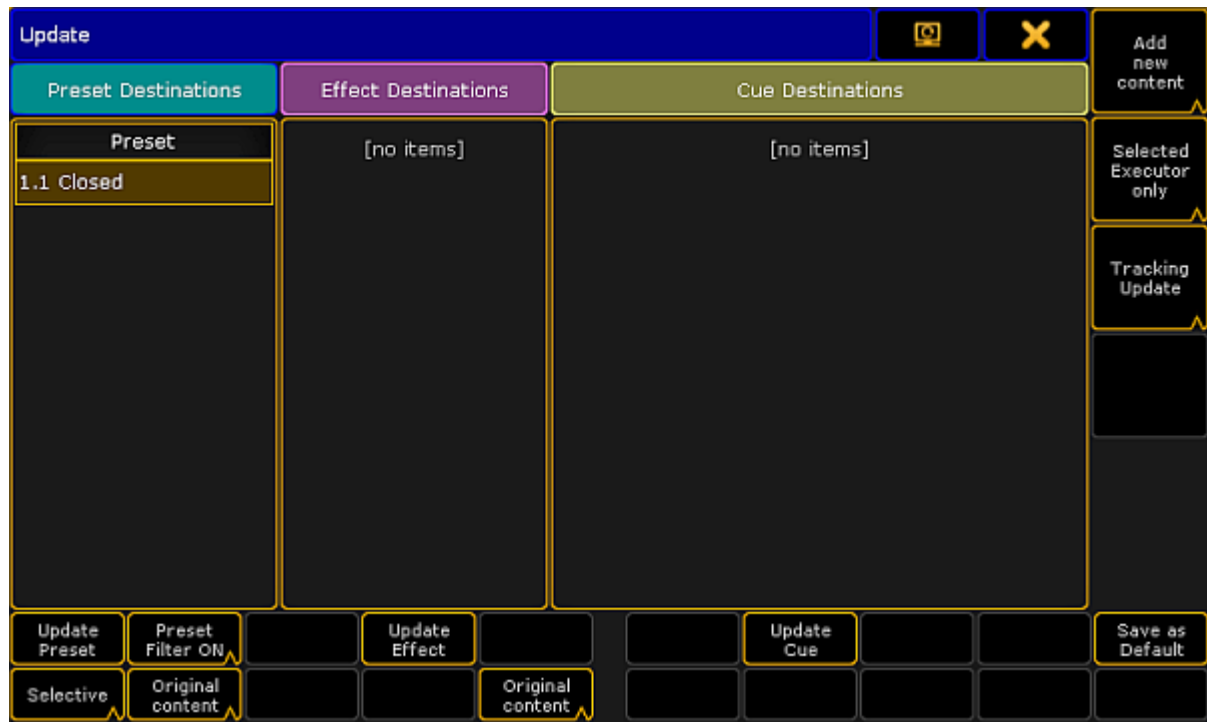 Update
Add
new
content
Preset Destinations
Effect Destinations
Cue Destinations
Preset
[no items]
[no items]
1.1 Closed
Selected
Executor
only
Tracking
Update
Update
Preset
Preset
Filter ON
Update
Effect
Update
Cue
Save as
Default
Selective
Original
content
Original
content